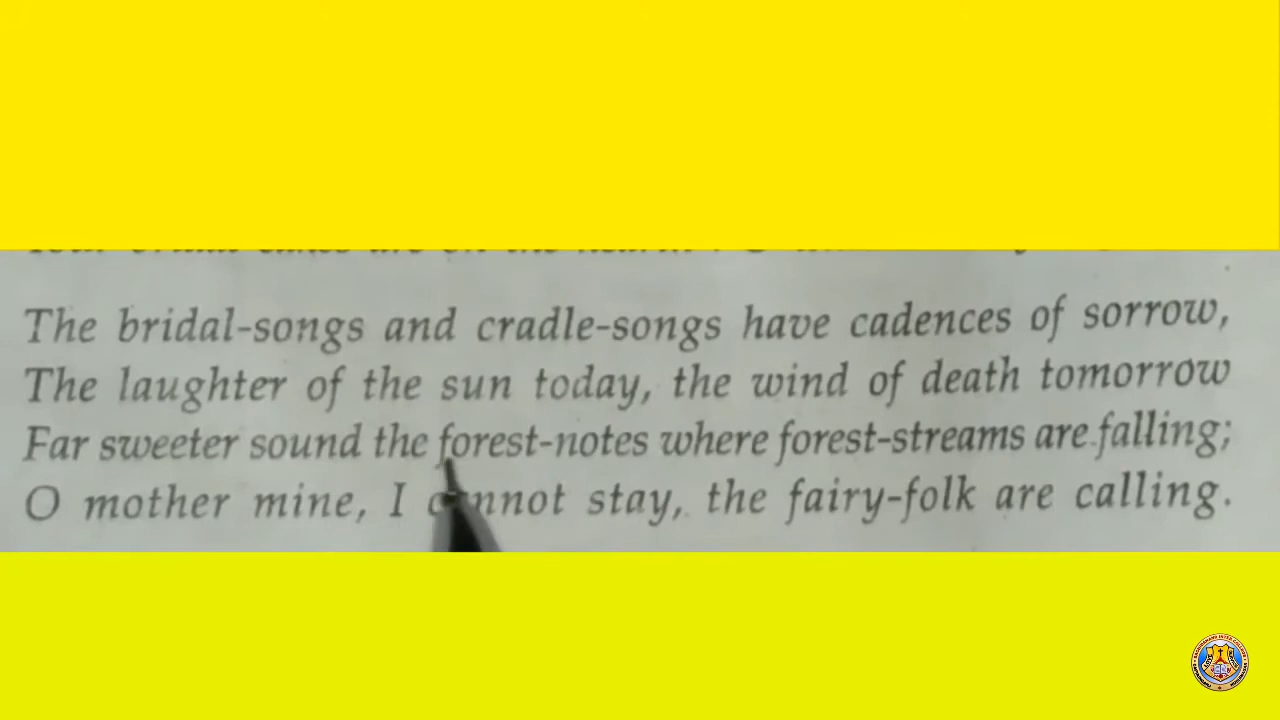 The bridal-songs and cradle-songs have cadences of sorrow,
The laughter of the sun today, the wind of death tomorrow
Far sweeter sound the forest-notes where forest-streams are falling;
O mother mine, I cannot stay, the fairy-folk are calling.